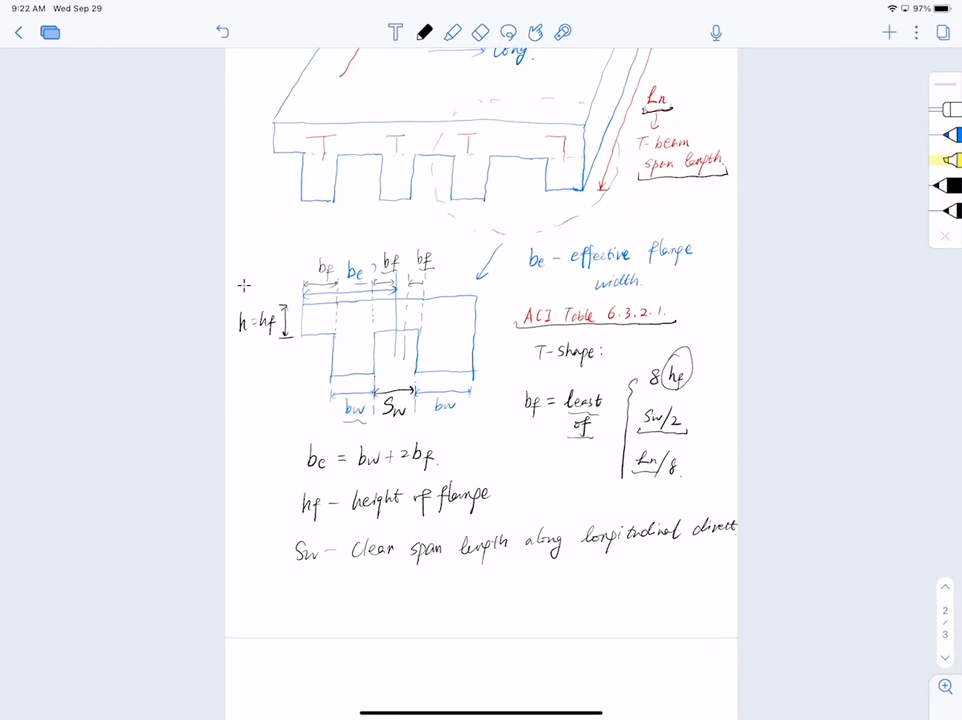 9:22 AM Wed Sep 29
97%
T
long.
Ln
T T T
T-beam
span length
bf be bf bf
be - effective flange
width.
h = hf
ACI Table 6.3.2.1.
T-shape:
8 hf
bf = least
of
Sw/2
Ln/8.
bw Sw bw
be = bw + 2bf.
hf - height of flange
Sw - clear span length along longitudinal direct
2
/
3